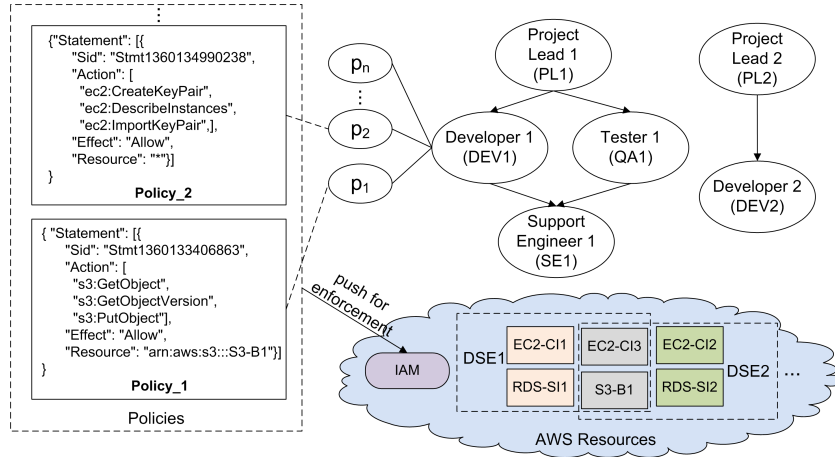 ⋮
{"Statement": [{
"Sid": "Stmt1360134990238",
"Action": [
"ec2:CreateKeyPair",
"ec2:DescribeInstances",
"ec2:ImportKeyPair",],
"Effect": "Allow",
"Resource": "*"}]
}
Policy_2
{ "Statement": [{
"Sid": "Stmt1360133406863",
"Action": [
"s3:GetObject",
"s3:GetObjectVersion",
"s3:PutObject"],
"Effect": "Allow",
"Resource": "arn:aws:s3:::S3-B1"}]
}
Policy_1
Policies
pn
⋮
p2
p1
Project
Lead 1
(PL1)
Developer 1
(DEV1)
Tester 1
(QA1)
Support
Engineer 1
(SE1)
Project
Lead 2
(PL2)
Developer 2
(DEV2)
push for
enforcement
IAM
DSE1
EC2-CI1
RDS-SI1
EC2-CI3
S3-B1
EC2-CI2
RDS-SI2
DSE2
...
AWS Resources